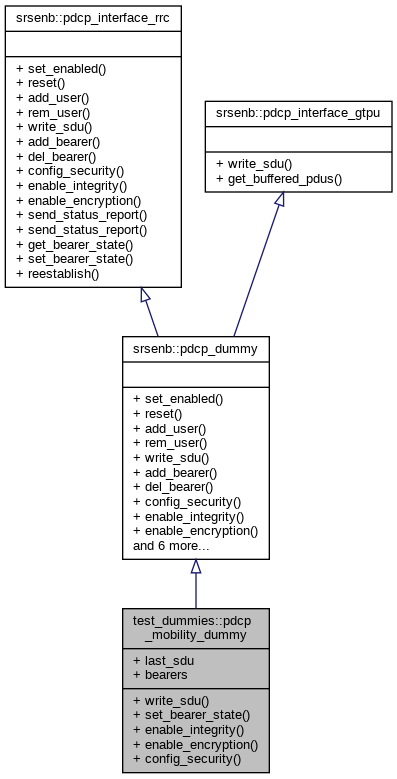 srsenb::pdcp_interface_rrc
+ set_enabled()
+ reset()
+ add_user()
+ rem_user()
+ write_sdu()
+ add_bearer()
+ del_bearer()
+ config_security()
+ enable_integrity()
+ enable_encryption()
+ send_status_report()
+ send_status_report()
+ get_bearer_state()
+ set_bearer_state()
+ reestablish()
srsenb::pdcp_interface_gtpu
+ write_sdu()
+ get_buffered_pdus()
srsenb::pdcp_dummy
+ set_enabled()
+ reset()
+ add_user()
+ rem_user()
+ write_sdu()
+ add_bearer()
+ del_bearer()
+ config_security()
+ enable_integrity()
+ enable_encryption()
and 6 more...
test_dummies::pdcp
_mobility_dummy
+ last_sdu
+ bearers
+ write_sdu()
+ set_bearer_state()
+ enable_integrity()
+ enable_encryption()
+ config_security()